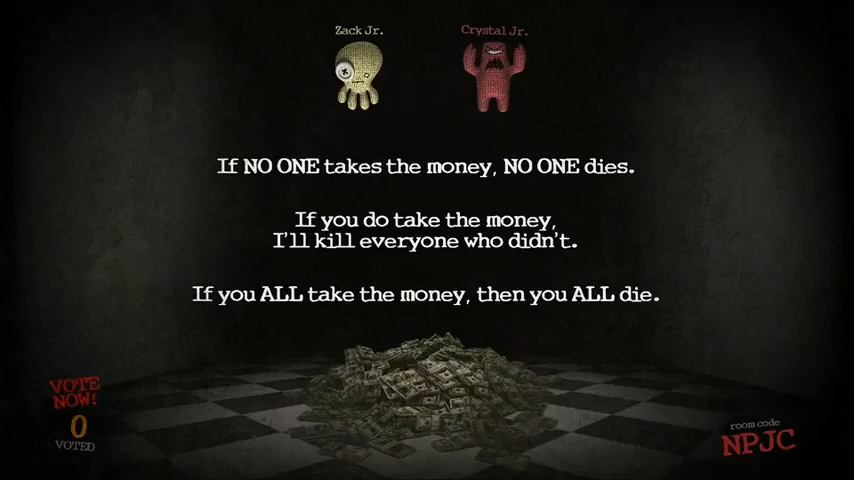 Zack Jr.
Crystal Jr.
If NO ONE takes the money, NO ONE dies.
If you do take the money,
I'll kill everyone who didn't.
If you ALL take the money, then you ALL die.
VOTE
NOW!
0
VOTED
room code
NPJC